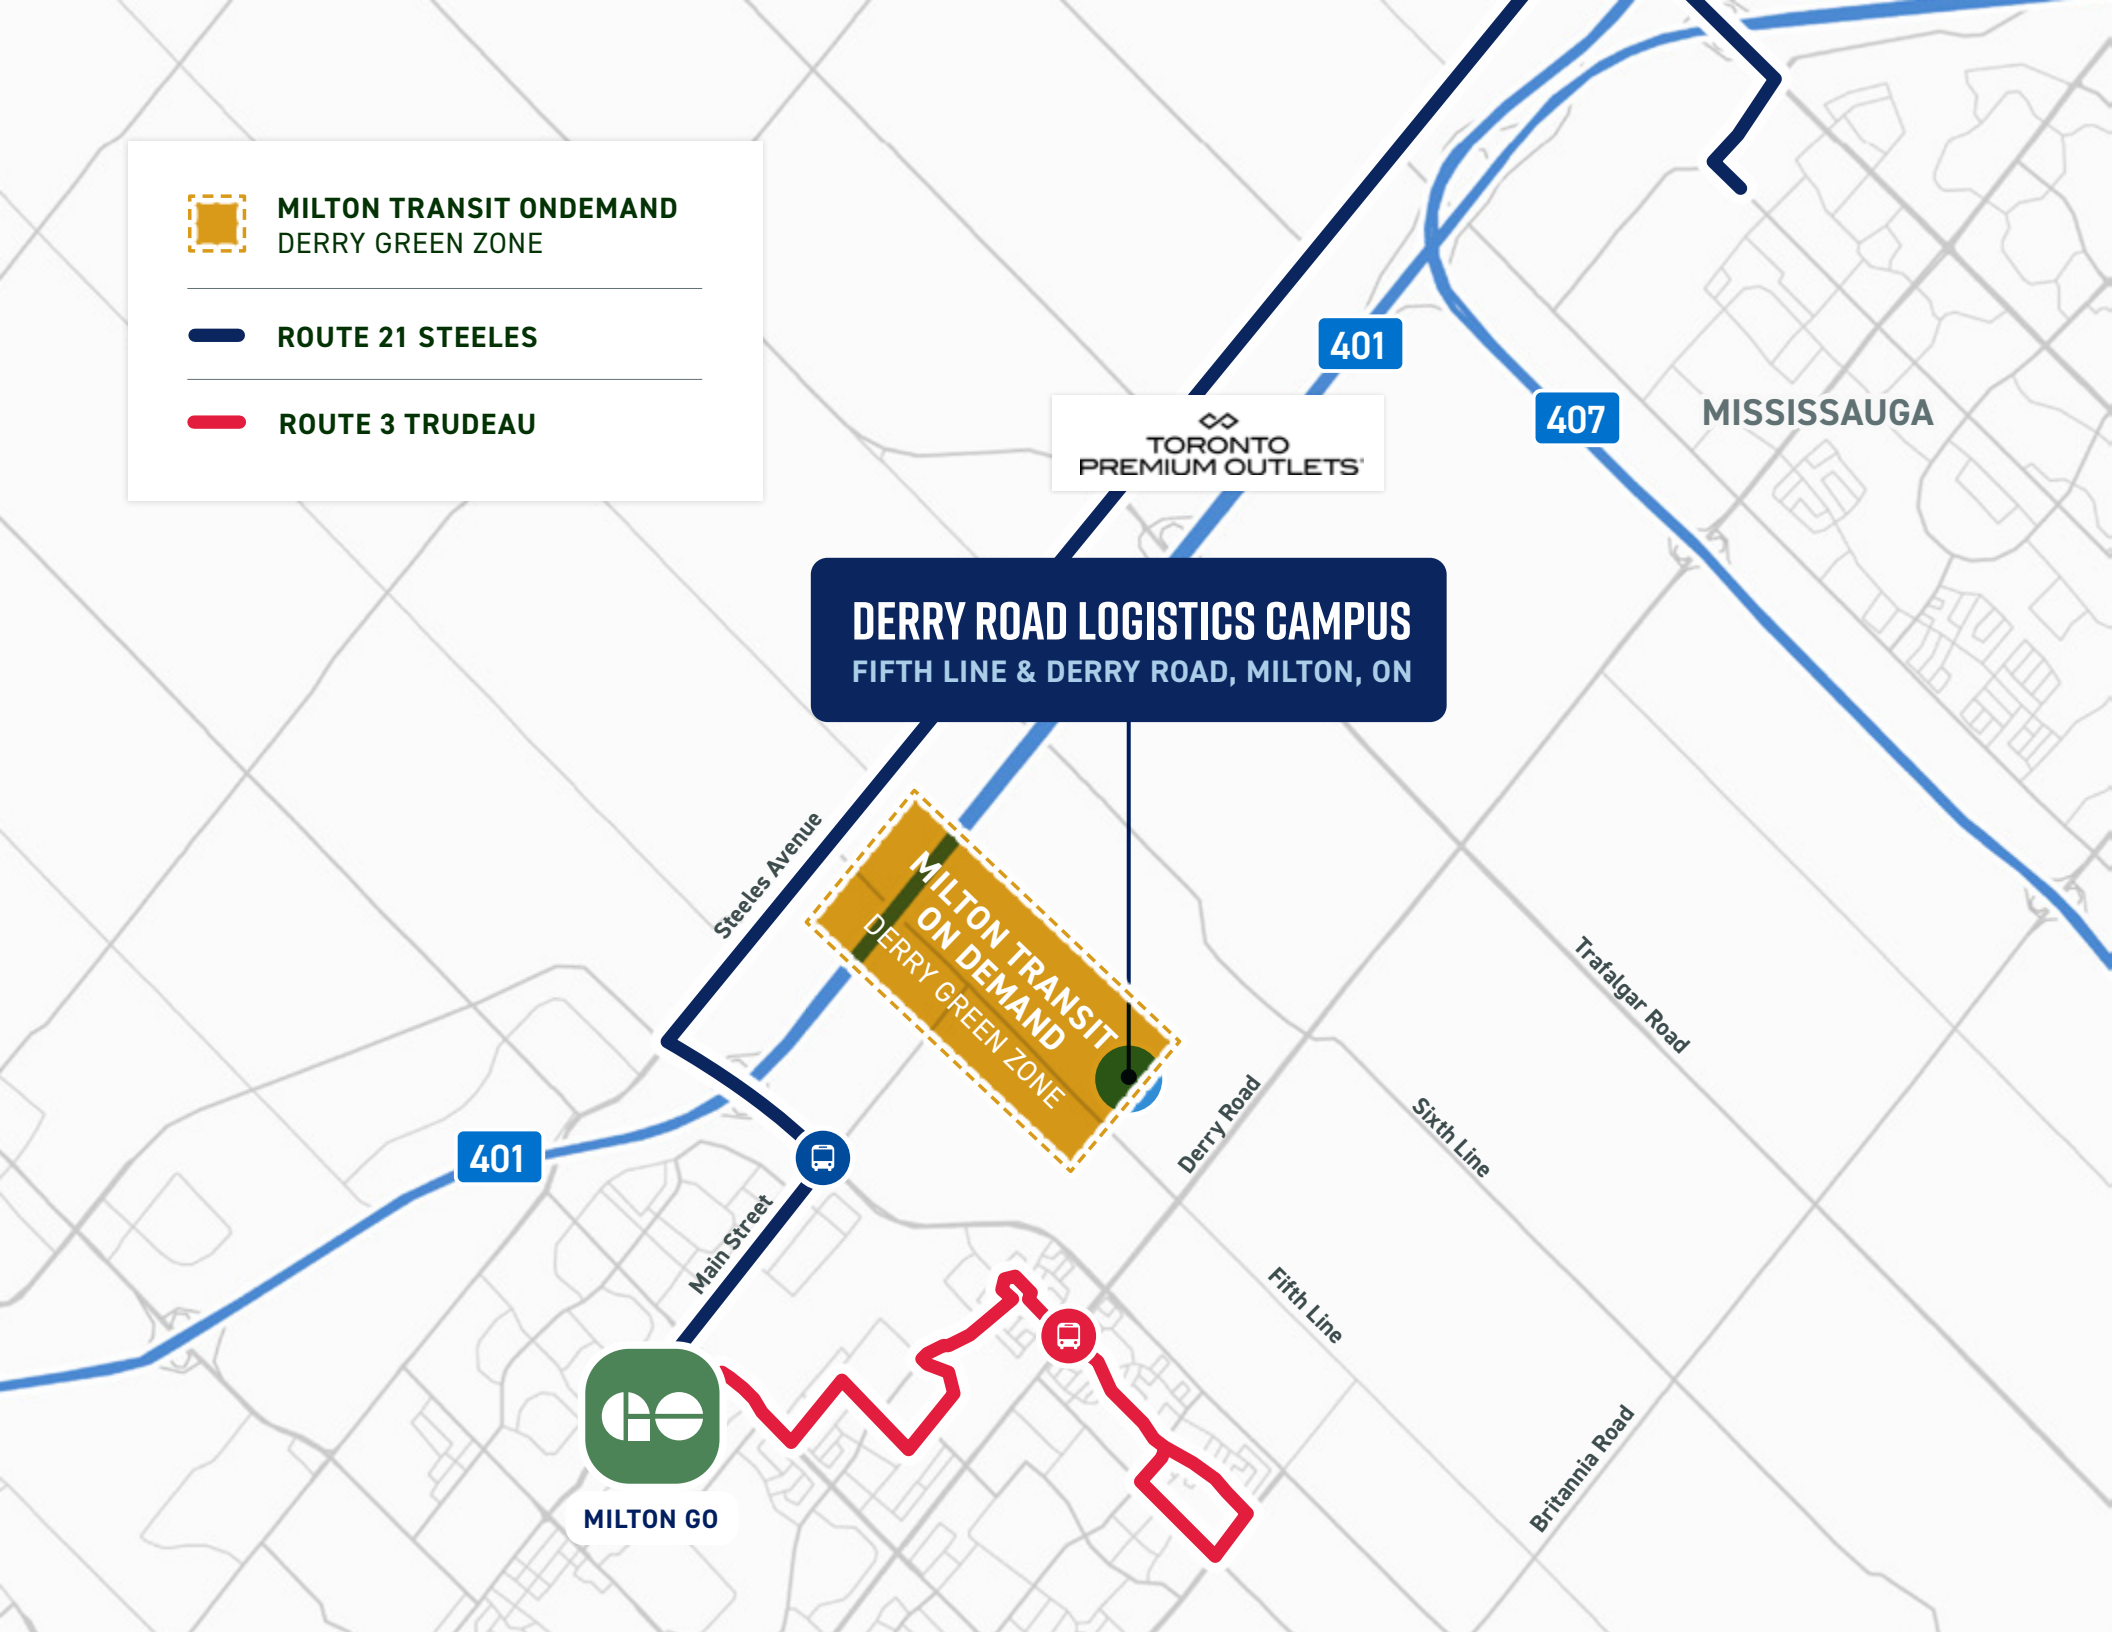 MILTON TRANSIT ONDEMAND
DERRY GREEN ZONE
ROUTE 21 STEELES
ROUTE 3 TRUDEAU
401
407
MISSISSAUGA
TORONTO
PREMIUM OUTLETS
DERRY ROAD LOGISTICS CAMPUS
FIFTH LINE & DERRY ROAD, MILTON, ON
Steeles Avenue
MILTON TRANSIT
ON DEMAND
DERRY GREEN ZONE
Trafalgar Road
Derry Road
Sixth Line
401
Main Street
Fifth Line
Britannia Road
GO
MILTON GO